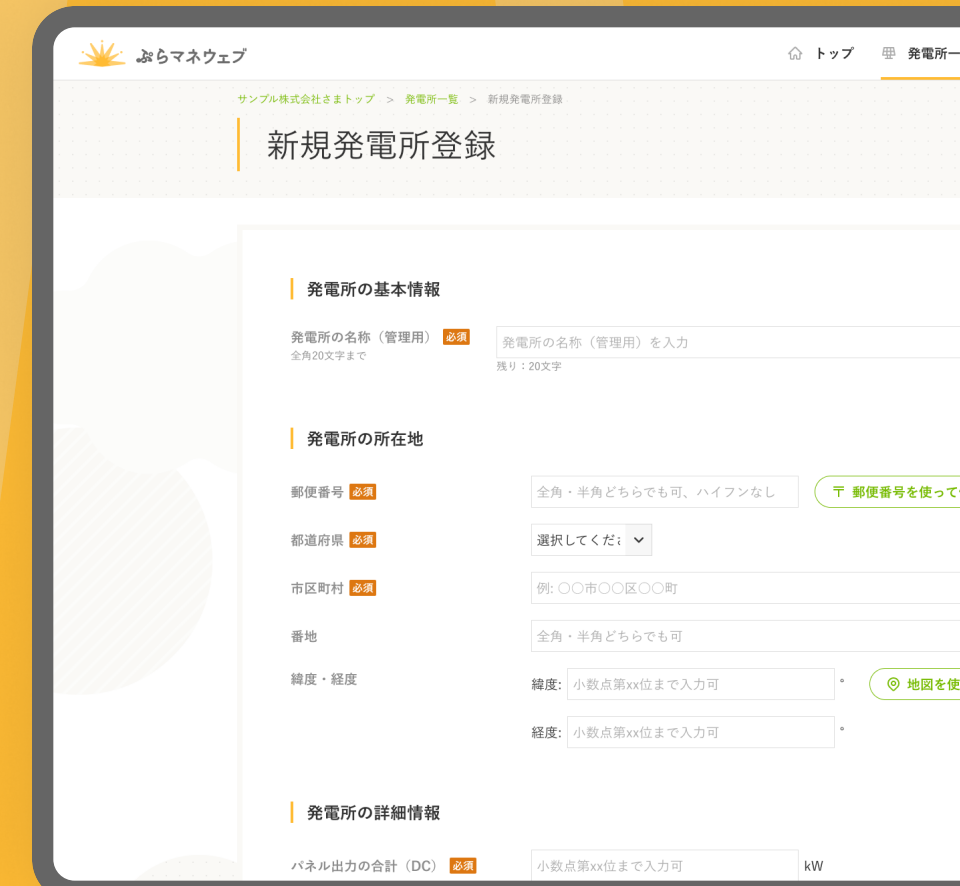 ぷらマネウェブ
トップ
発電所一
サンプル株式会社さまトップ > 発電所一覧 > 新規発電所登録
新規発電所登録
発電所の基本情報
発電所の名称（管理用） 必須
全角20文字まで
発電所の名称（管理用）を入力
残り：20文字
発電所の所在地
郵便番号 必須
全角・半角どちらでも可、ハイフンなし
〒 郵便番号を使って
都道府県 必須
選択してくださ
市区町村 必須
例: 〇〇市〇〇区〇〇町
番地
全角・半角どちらでも可
緯度・経度
緯度: 小数点第xx位まで入力可 °
地図を使
経度: 小数点第xx位まで入力可 °
発電所の詳細情報
パネル出力の合計（DC） 必須
小数点第xx位まで入力可 kW